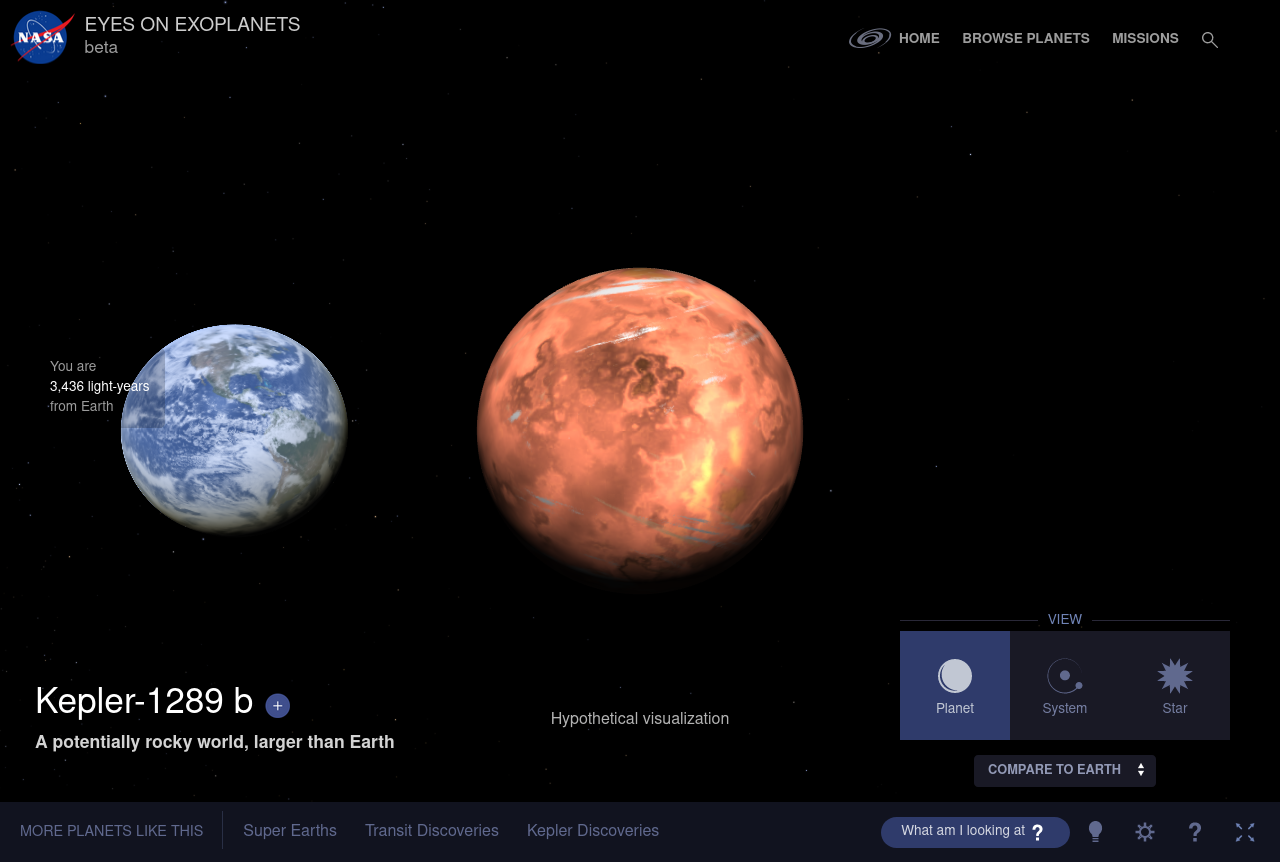 NASA
EYES ON EXOPLANETS
beta
HOME
BROWSE PLANETS
MISSIONS
You are
3,436 light-years
from Earth
VIEW
Planet
System
Star
Kepler-1289 b +
A potentially rocky world, larger than Earth
Hypothetical visualization
COMPARE TO EARTH
MORE PLANETS LIKE THIS
Super Earths
Transit Discoveries
Kepler Discoveries
What am I looking at ?
?